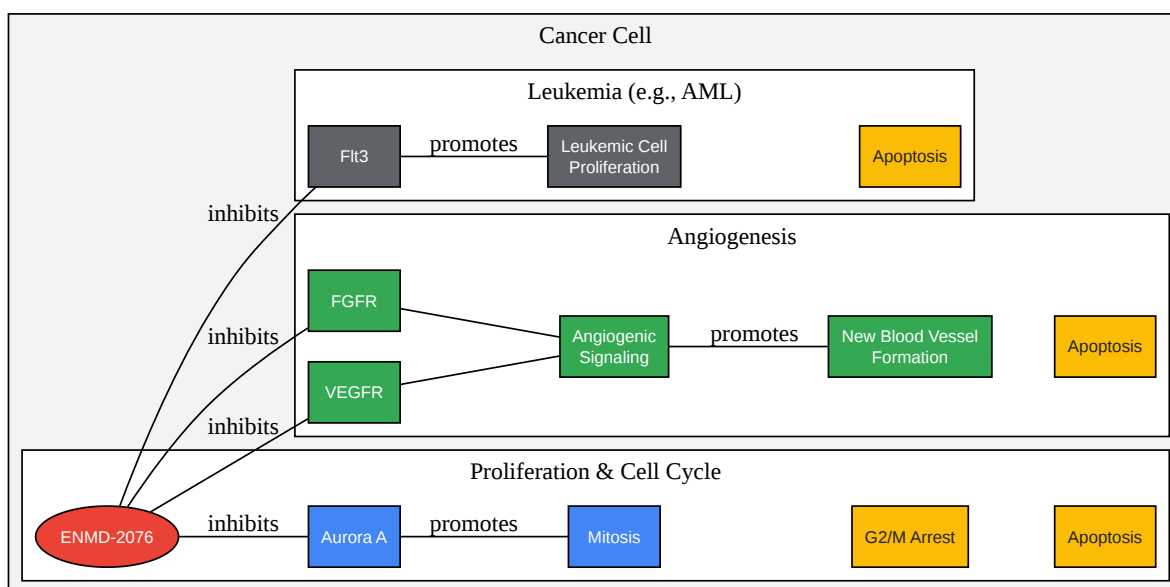 Cancer Cell
Leukemia (e.g., AML)
Flt3
promotes
Leukemic Cell
Proliferation
Apoptosis
inhibits
Angiogenesis
FGFR
inhibits
Angiogenic
Signaling
promotes
New Blood Vessel
Formation
Apoptosis
VEGFR
inhibits
Proliferation & Cell Cycle
ENMD-2076
inhibits
Aurora A
promotes
Mitosis
G2/M Arrest
Apoptosis